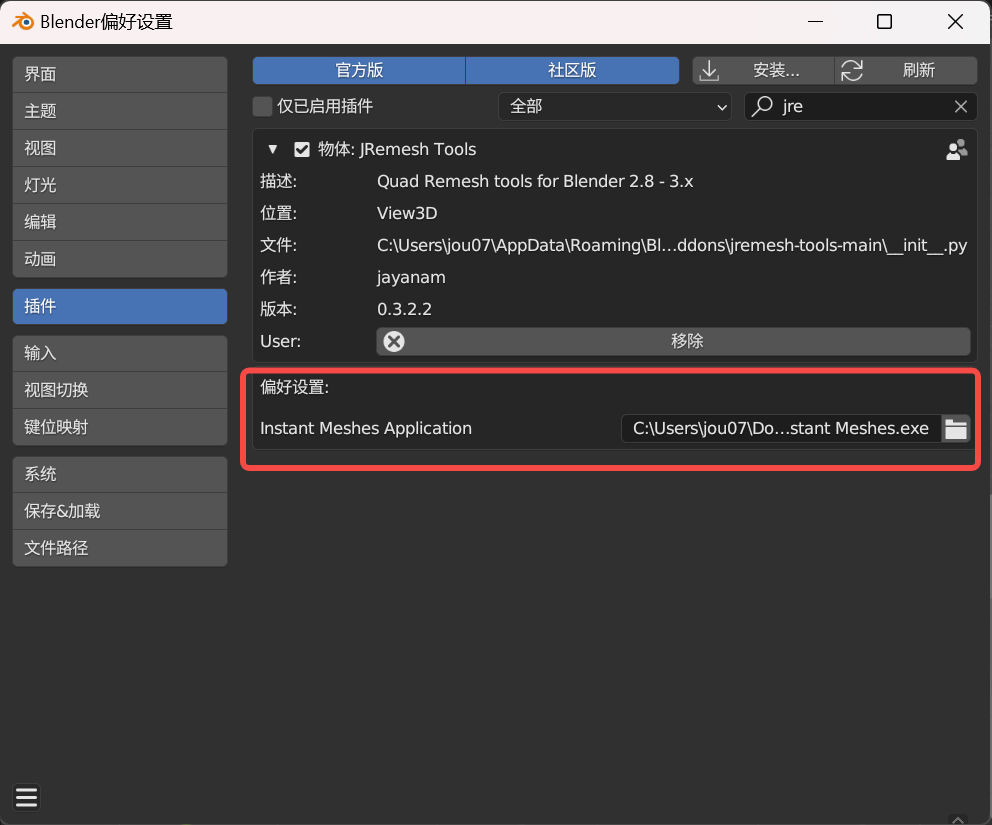 Blender偏好设置
界面
主题
视图
灯光
编辑
动画
插件
输入
视图切换
键位映射
系统
保存&加载
文件路径
官方版 社区版 安装... 刷新
仅已启用插件 全部 jre
物体: JRemesh Tools
描述: Quad Remesh tools for Blender 2.8 - 3.x
位置: View3D
文件: C:\Users\jou07\AppData\Roaming\Bl...ddons\jremesh-tools-main\__init__.py
作者: jayanam
版本: 0.3.2.2
User: 移除
偏好设置:
Instant Meshes Application C:\Users\jou07\Do...stant Meshes.exe